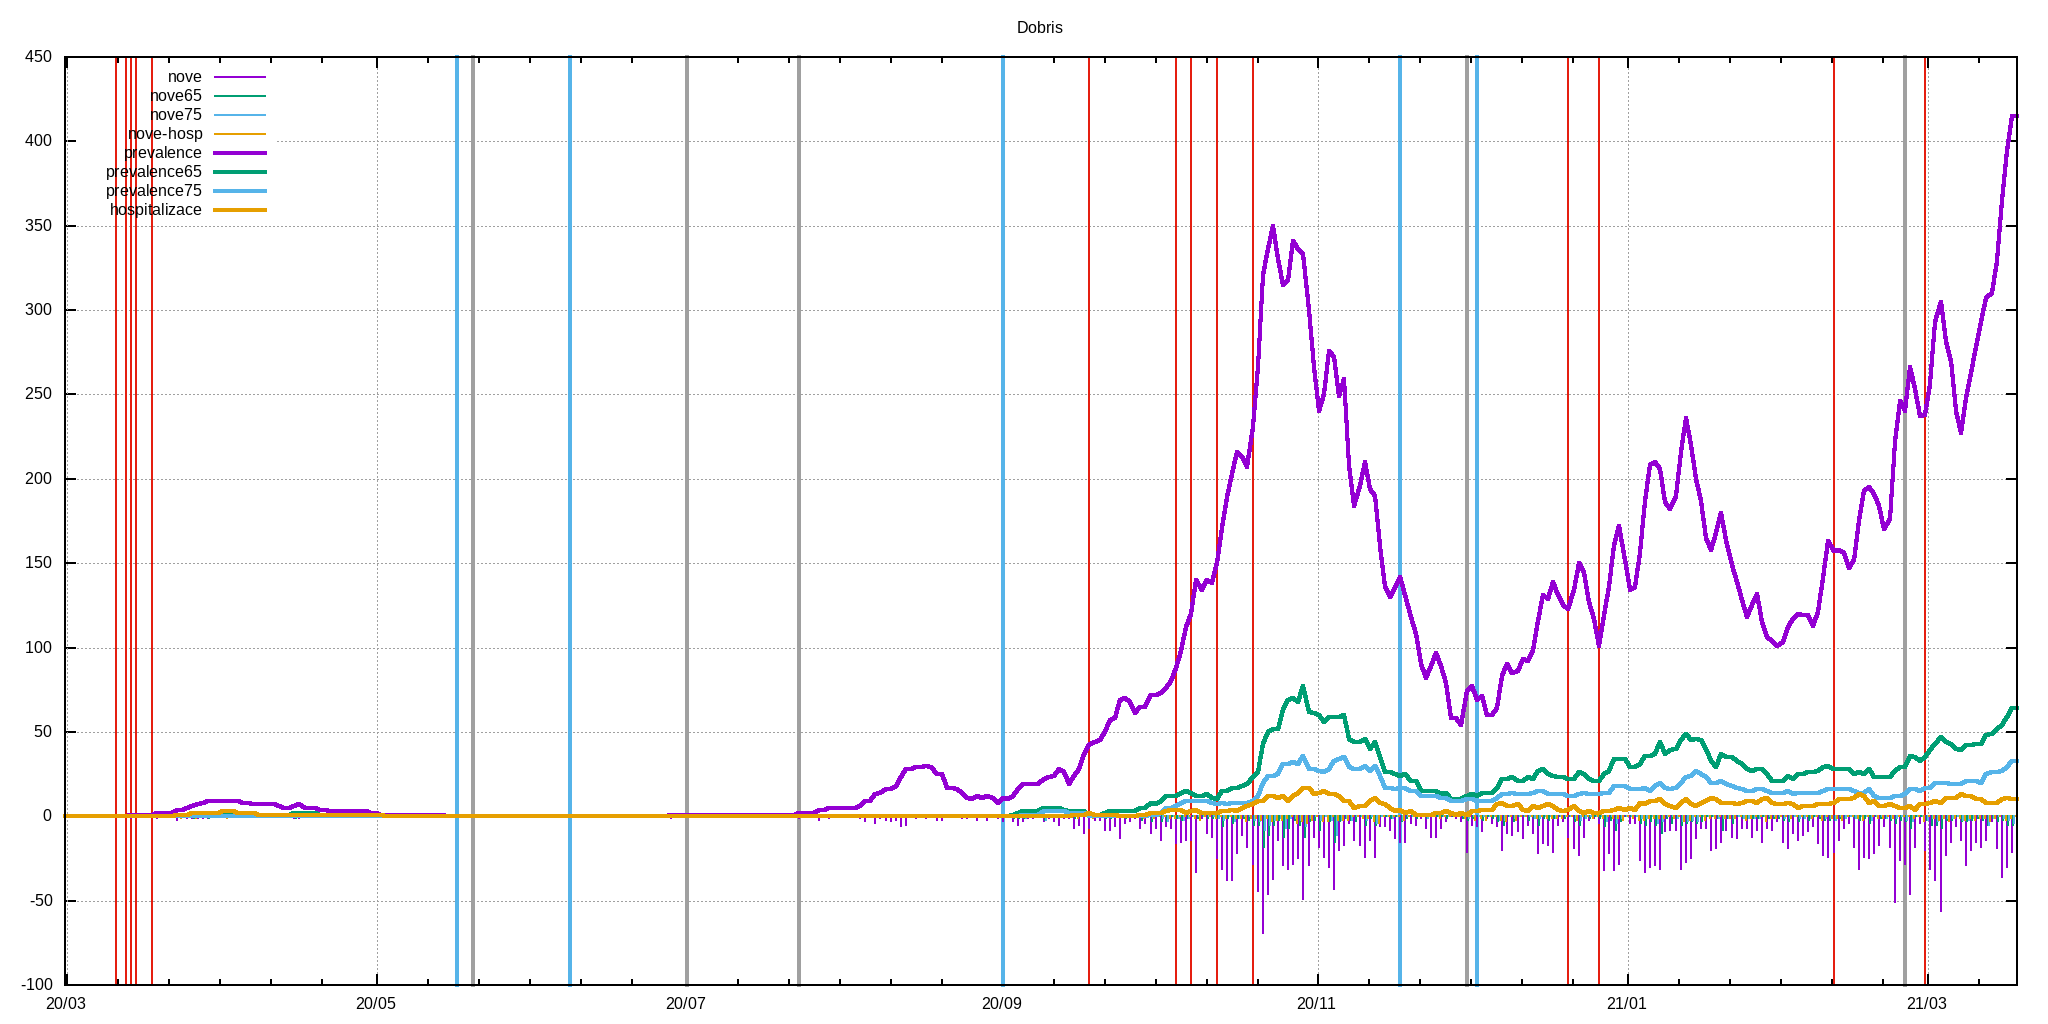 Dobris
450
400
350
300
250
200
150
100
50
0
-50
-100
nove
nove65
nove75
nove-hosp
prevalence
prevalence65
prevalence75
hospitalizace
20/03 20/05 20/07 20/09 20/11 21/01 21/03